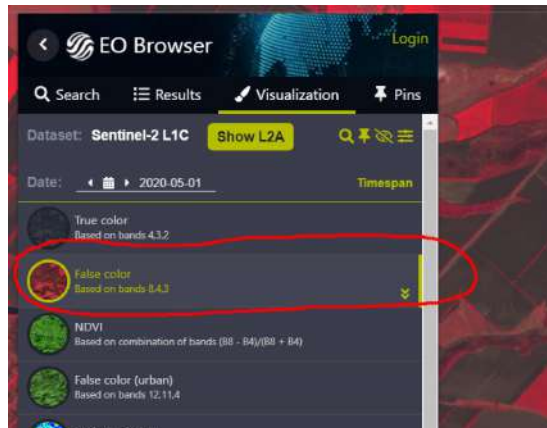 EO Browser
Login
Search Results Visualization Pins
Dataset: Sentinel-2 L1C Show L2A
Date: 2020-05-01 Timespan
True color
Based on bands 4,3,2
False color
Based on bands 8,4,3
NDVI
Based on combination of bands (B8 - B4)/(B8 + B4)
False color (urban)
Based on bands 12,11,4